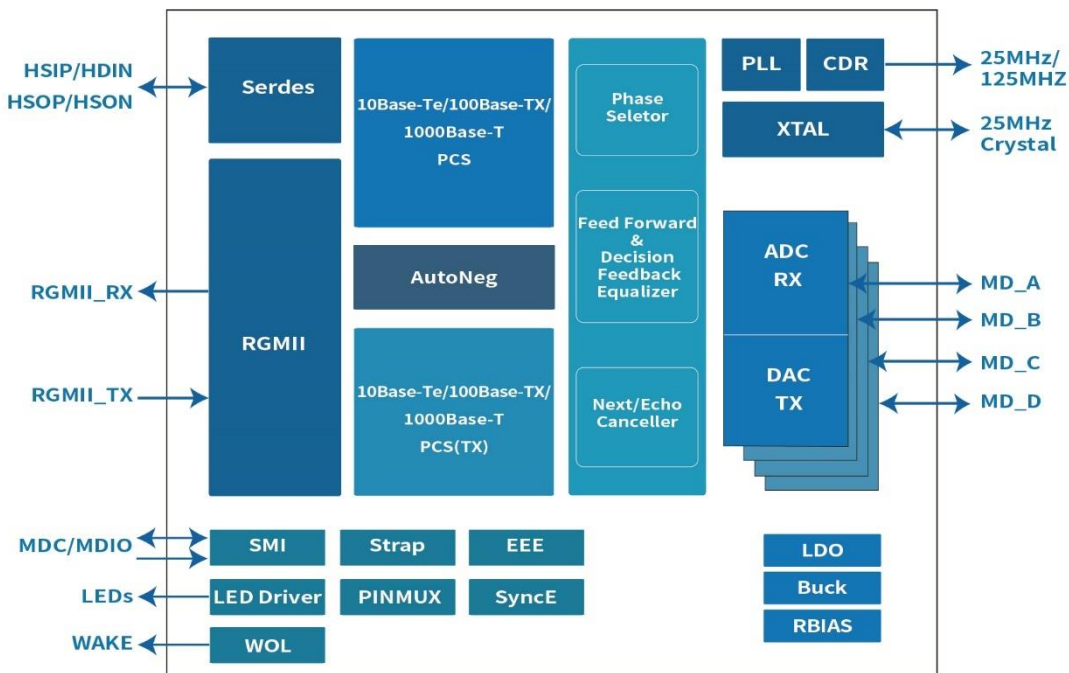 HSIP/HDIN
HSOP/HSON
RGMII_RX
RGMII_TX
MDC/MDIO
LEDs
WAKE
Serdes
RGMII
10Base-Te/100Base-TX/
1000Base-T
PCS
AutoNeg
10Base-Te/100Base-TX/
1000Base-T
PCS(TX)
Phase
Seletor
Feed Forward
&
Decision
Feedback
Equalizer
Next/Echo
Canceller
PLL
CDR
XTAL
25MHz/
125MHZ
25MHz
Crystal
ADC
RX
DAC
TX
MD_A
MD_B
MD_C
MD_D
SMI
Strap
EEE
LED Driver
PINMUX
SyncE
WOL
LDO
Buck
RBIAS